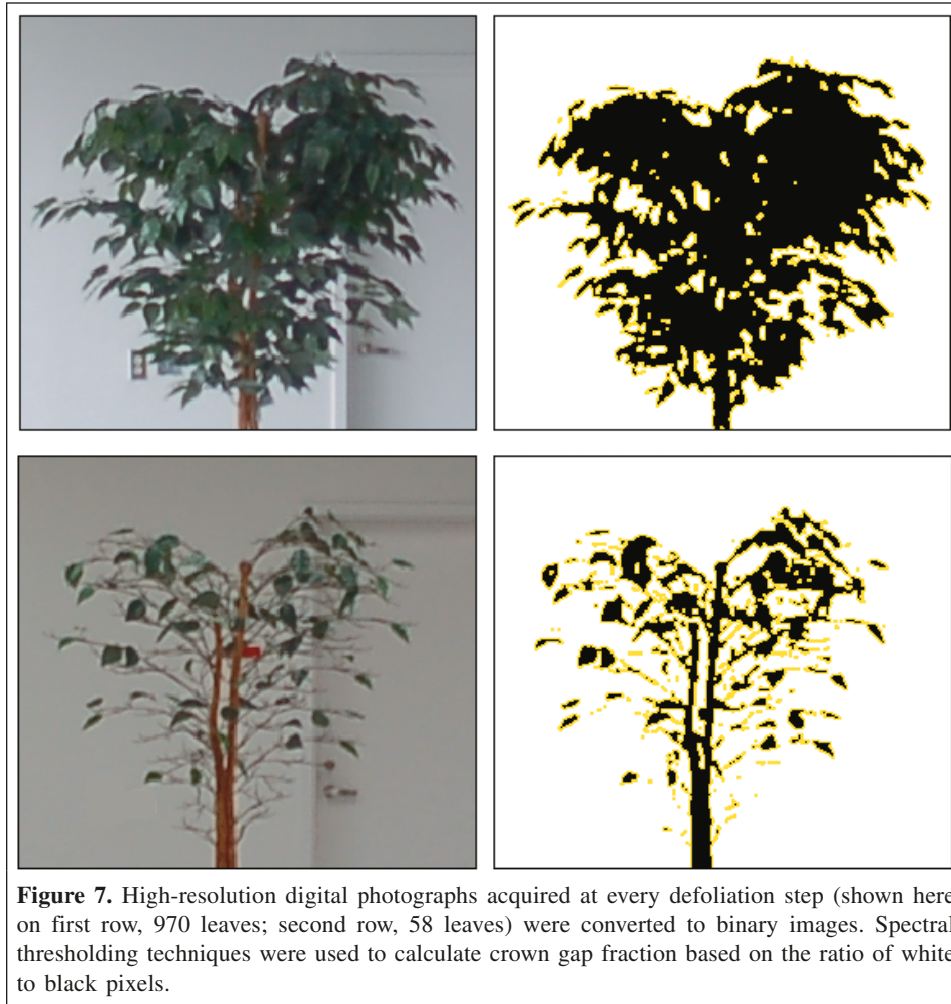 Figure 7. High-resolution digital photographs acquired at every defoliation step (shown here
on first row, 970 leaves; second row, 58 leaves) were converted to binary images. Spectral
thresholding techniques were used to calculate crown gap fraction based on the ratio of white
to black pixels.